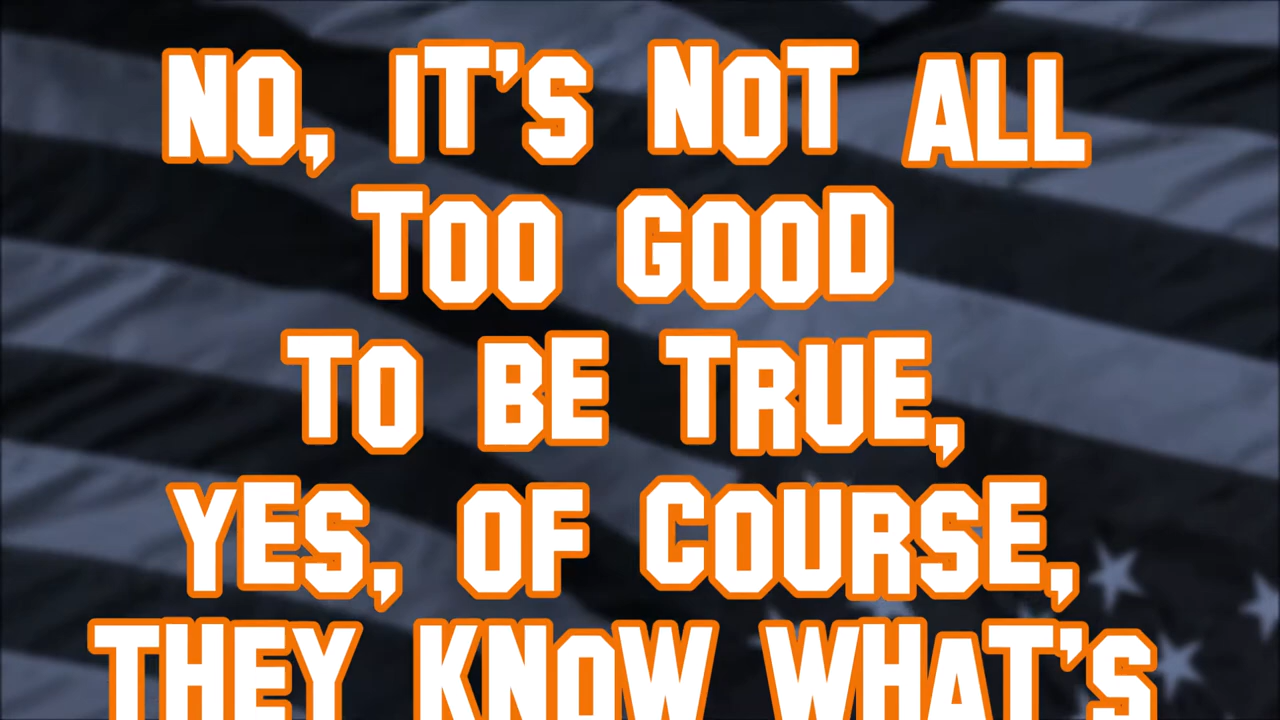 NO, IT'S NOT ALL
TOO GOOD
TO BE TRUE,
YES, OF COURSE,
THEY KNOW WHAT'S